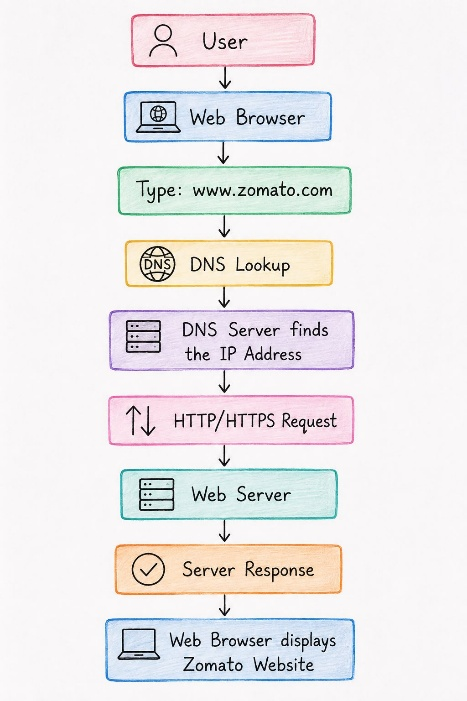 User
Web Browser
Type: www.zomato.com
DNS
DNS Lookup
DNS Server finds
the IP Address
HTTP/HTTPS Request
Web Server
Server Response
Web Browser displays
Zomato Website